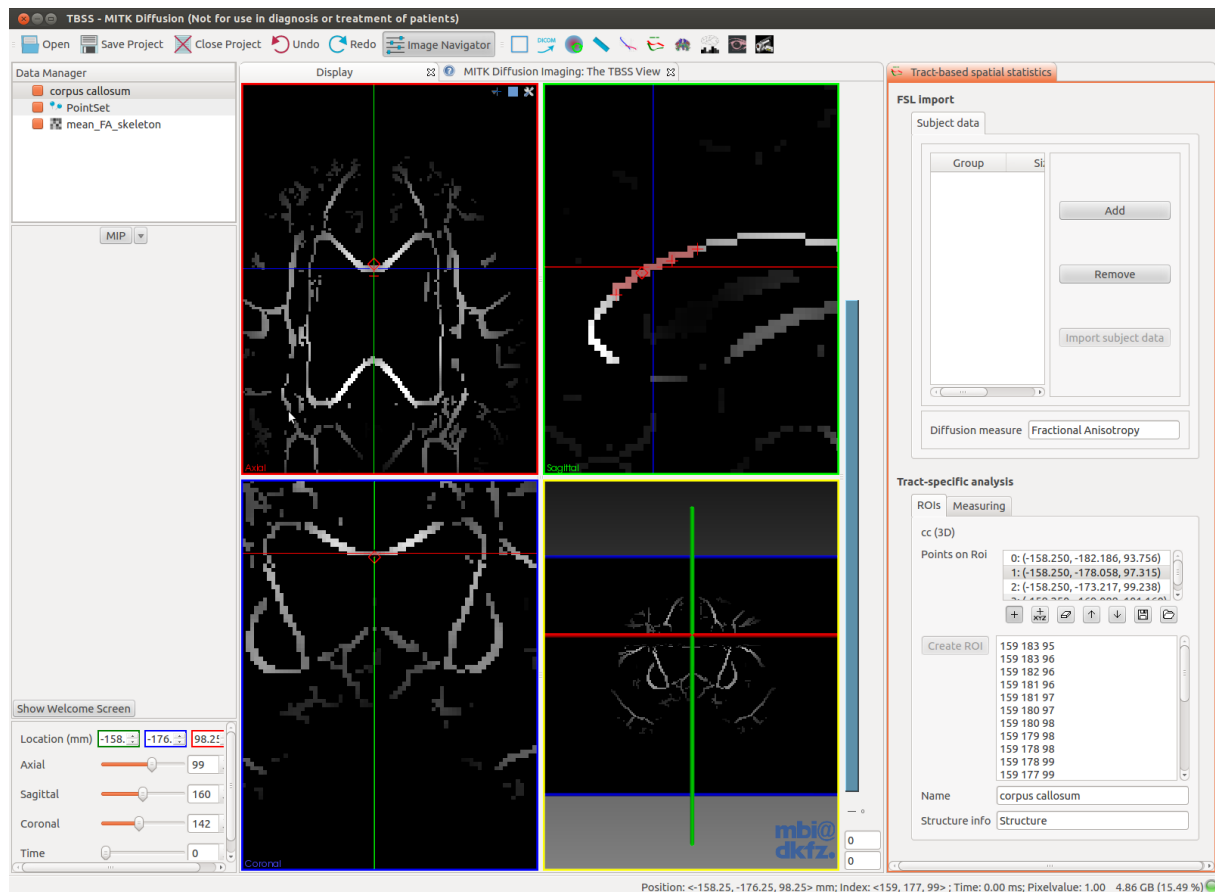 TBSS - MITK Diffusion (Not for use in diagnosis or treatment of patients)
Open Save Project Close Project Undo Redo Image Navigator DICOM
Data Manager
corpus callosum
PointSet
mean_FA_skeleton
MIP
Show Welcome Screen
Location (mm) -158. -176. 98.25
Axial 99
Sagittal 160
Coronal 142
Time 0
Display
MITK Diffusion Imaging: The TBSS View
Axial
Sagittal
Coronal
mbi@
dkfz.
0
0
Tract-based spatial statistics
FSL import
Subject data
Group Si
Add
Remove
Import subject data
Diffusion measure Fractional Anisotropy
Tract-specific analysis
ROIs Measuring
cc (3D)
Points on Roi
0: (-158.250, -182.186, 93.756)
1: (-158.250, -178.058, 97.315)
2: (-158.250, -173.217, 99.238)
XYZ
Create ROI
159 183 95
159 183 96
159 182 96
159 181 96
159 181 97
159 180 97
159 180 98
159 179 98
159 178 98
159 178 99
159 177 99
Name corpus callosum
Structure info Structure
Position: <-158.25, -176.25, 98.25> mm; Index: <159, 177, 99> ; Time: 0.00 ms; Pixelvalue: 1.00 4.86 GB (15.49 %)